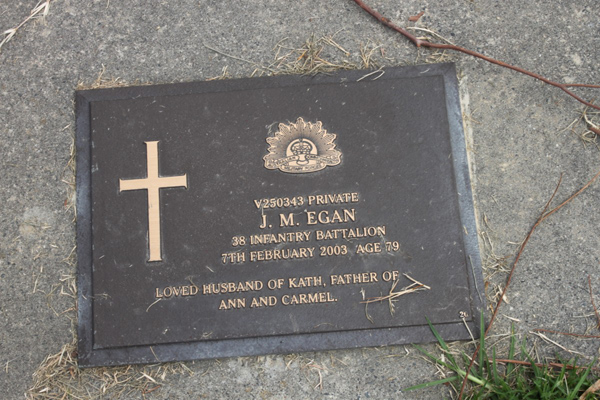 V250343 PRIVATE
J. M. EGAN
38 INFANTRY BATTALION
7TH FEBRUARY 2003 AGE 79
LOVED HUSBAND OF KATH, FATHER OF
ANN AND CARMEL.